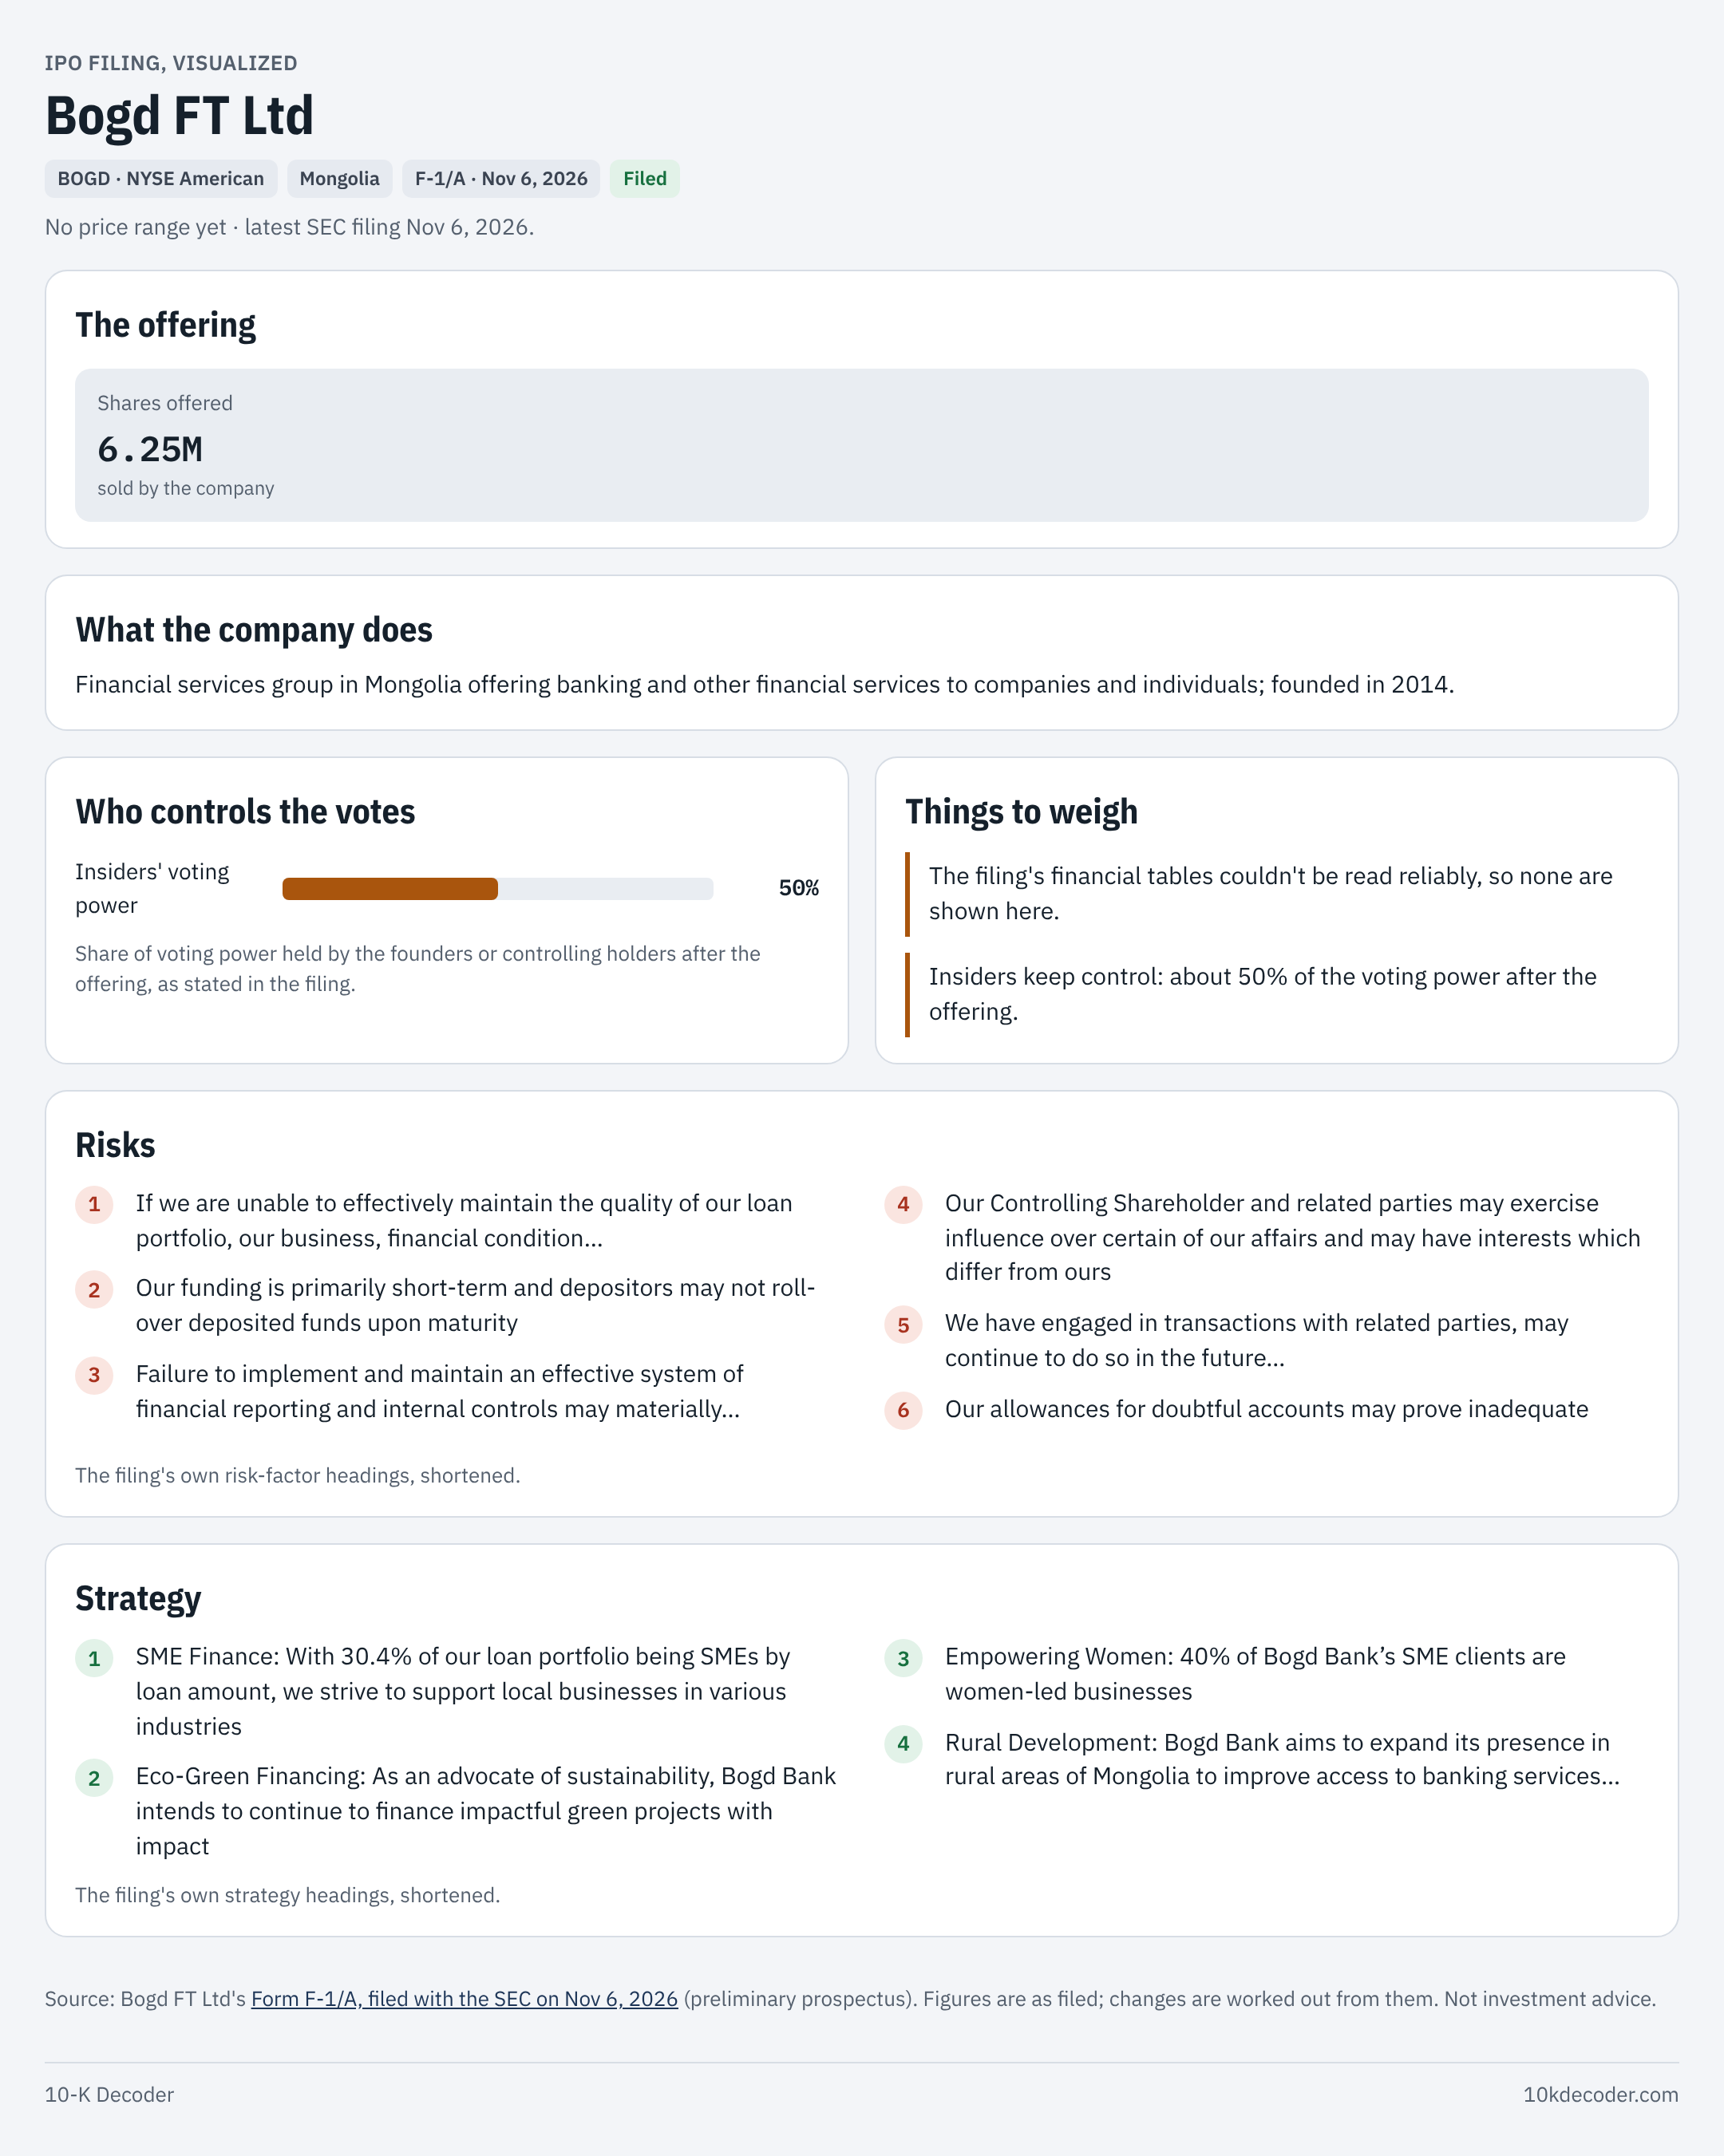 IPO FILING, VISUALIZED
Bogd FT Ltd
BOGD · NYSE American
Mongolia
F-1/A · Nov 6, 2026
Filed
No price range yet · latest SEC filing Nov 6, 2026.
The offering
Shares offered
6.25M
sold by the company
What the company does
Financial services group in Mongolia offering banking and other financial services to companies and individuals; founded in 2014.
Who controls the votes
Insiders' voting
power
50%
Share of voting power held by the founders or controlling holders after the
offering, as stated in the filing.
Things to weigh
The filing's financial tables couldn't be read reliably, so none are
shown here.
Insiders keep control: about 50% of the voting power after the
offering.
Risks
1 If we are unable to effectively maintain the quality of our loan
portfolio, our business, financial condition...
2 Our funding is primarily short-term and depositors may not roll-
over deposited funds upon maturity
3 Failure to implement and maintain an effective system of
financial reporting and internal controls may materially...
4 Our Controlling Shareholder and related parties may exercise
influence over certain of our affairs and may have interests which
differ from ours
5 We have engaged in transactions with related parties, may
continue to do so in the future...
6 Our allowances for doubtful accounts may prove inadequate
The filing's own risk-factor headings, shortened.
Strategy
1 SME Finance: With 30.4% of our loan portfolio being SMEs by
loan amount, we strive to support local businesses in various
industries
2 Eco-Green Financing: As an advocate of sustainability, Bogd Bank
intends to continue to finance impactful green projects with
impact
3 Empowering Women: 40% of Bogd Bank’s SME clients are
women-led businesses
4 Rural Development: Bogd Bank aims to expand its presence in
rural areas of Mongolia to improve access to banking services...
The filing's own strategy headings, shortened.
Source: Bogd FT Ltd's Form F-1/A, filed with the SEC on Nov 6, 2026 (preliminary prospectus). Figures are as filed; changes are worked out from them. Not investment advice.
10-K Decoder
10kdecoder.com